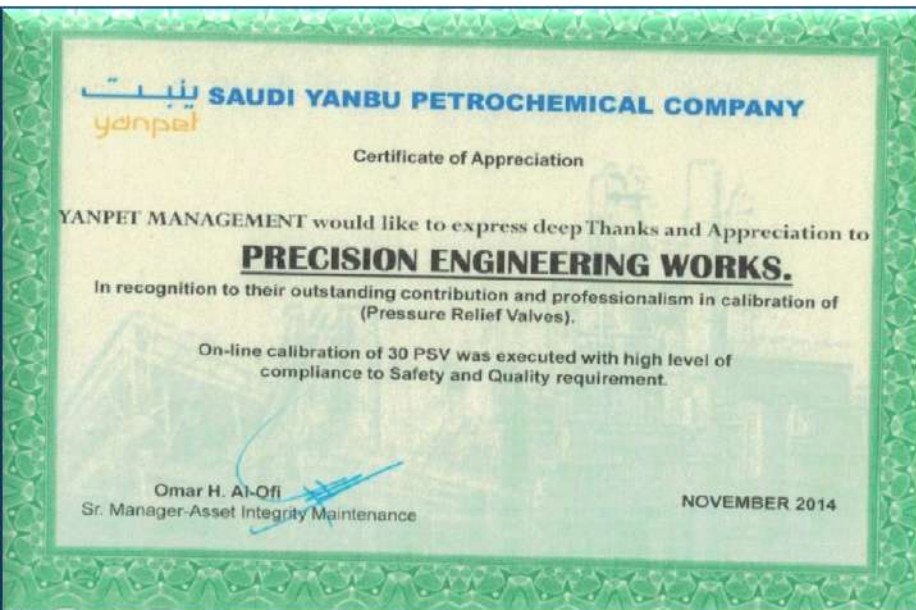 ينبت SAUDI YANBU PETROCHEMICAL COMPANY
yanpet
Certificate of Appreciation
YANPET MANAGEMENT would like to express deep Thanks and Appreciation to
PRECISION ENGINEERING WORKS.
In recognition to their outstanding contribution and professionalism in calibration of
(Pressure Relief Valves).
On-line calibration of 30 PSV was executed with high level of
compliance to Safety and Quality requirement.
Omar H. Al-Ofi
Sr. Manager-Asset Integrity Maintenance
NOVEMBER 2014